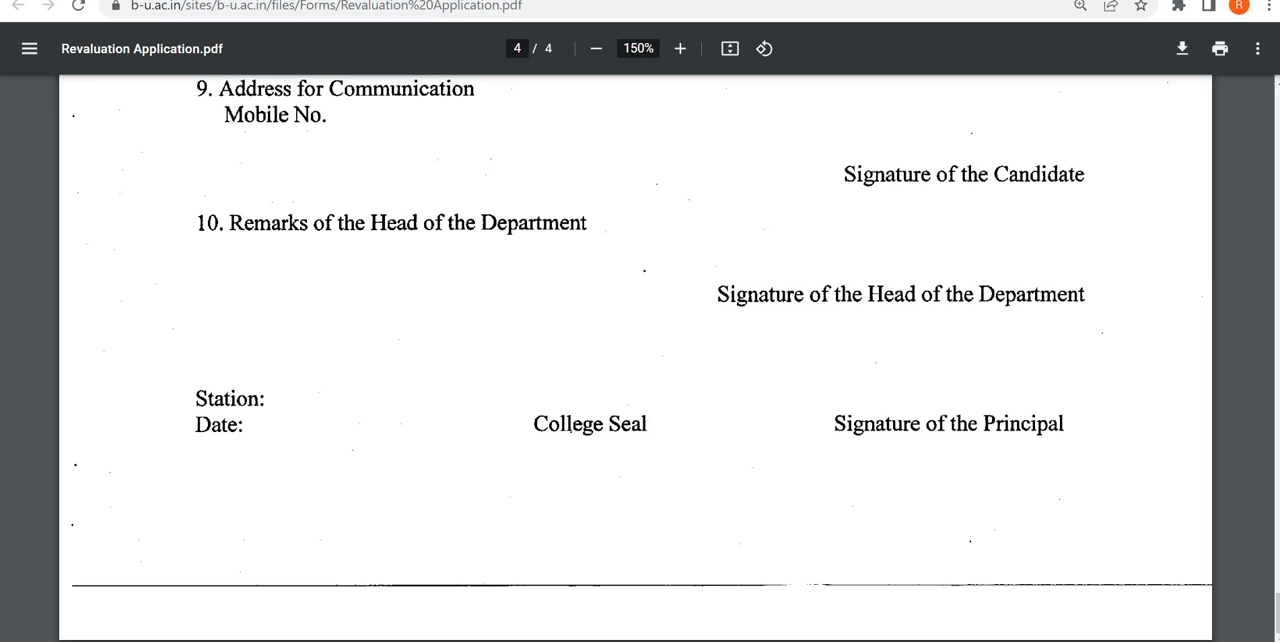 b-u.ac.in/sites/b-u.ac.in/files/Forms/Revaluation%20Application.pdf
R
Revaluation Application.pdf 4 / 4 — 150% +
9. Address for Communication
Mobile No.
Signature of the Candidate
10. Remarks of the Head of the Department
Signature of the Head of the Department
Station:
Date: College Seal Signature of the Principal